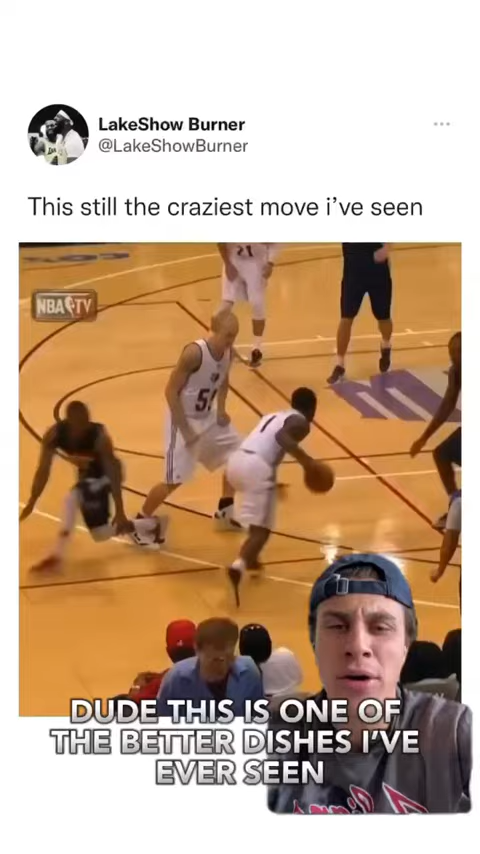 LakeShow Burner
@LakeShowBurner
This still the craziest move i've seen
NBA TV
21
5
1
M
DUDE THIS IS ONE OF
THE BETTER DISHES I'VE
EVER SEEN